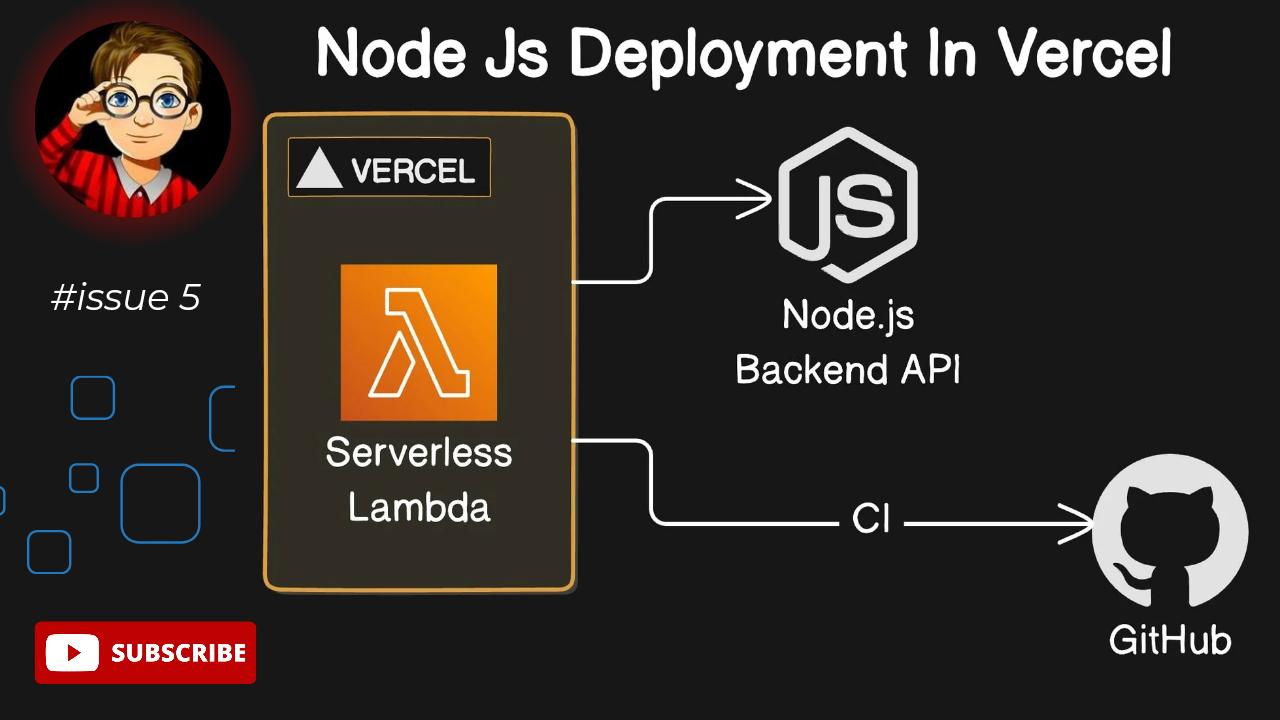 Node Js Deployment In Vercel
VERCEL
JS
Node.js
Backend API
#issue 5
Serverless
Lambda
CI
GitHub
SUBSCRIBE